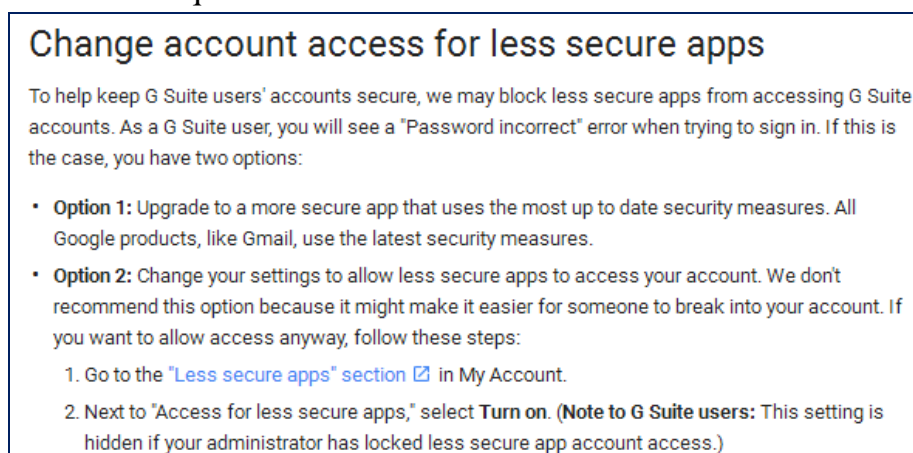 Change account access for less secure apps
To help keep G Suite users' accounts secure, we may block less secure apps from accessing G Suite
accounts. As a G Suite user, you will see a "Password incorrect" error when trying to sign in. If this is
the case, you have two options:
• Option 1: Upgrade to a more secure app that uses the most up to date security measures. All
Google products, like Gmail, use the latest security measures.
• Option 2: Change your settings to allow less secure apps to access your account. We don't
recommend this option because it might make it easier for someone to break into your account. If
you want to allow access anyway, follow these steps:
1. Go to the "Less secure apps" section in My Account.
2. Next to "Access for less secure apps," select Turn on. (Note to G Suite users: This setting is
hidden if your administrator has locked less secure app account access.)